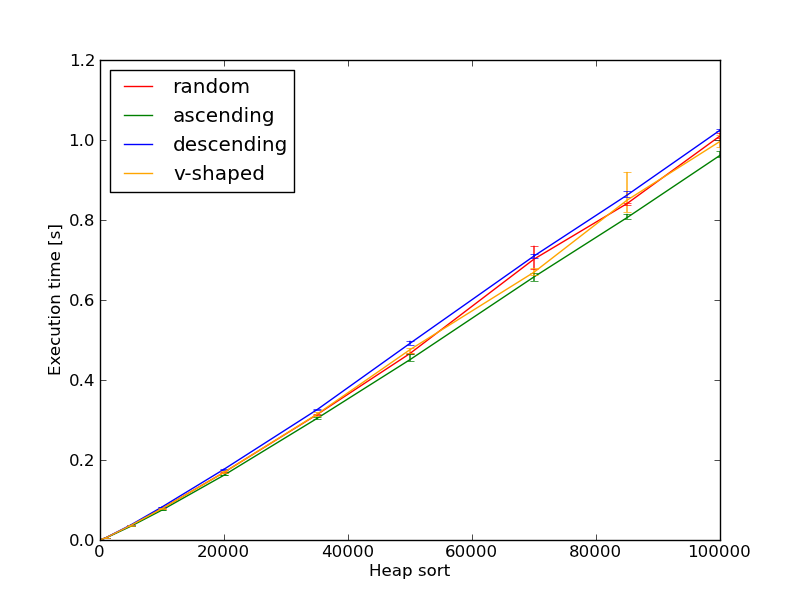 1.2
1.0
0.8
0.6
0.4
0.2
0.0
Execution time [s]
random
ascending
descending
v-shaped
0 20000 40000 60000 80000 100000
Heap sort